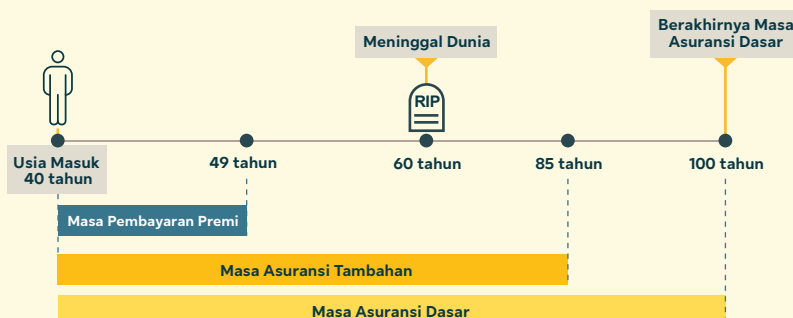 Berakhirnya Masa
Asuransi Dasar
Meninggal Dunia
RIP
Usia Masuk
40 tahun
49 tahun
60 tahun
85 tahun
100 tahun
Masa Pembayaran Premi
Masa Asuransi Tambahan
Masa Asuransi Dasar